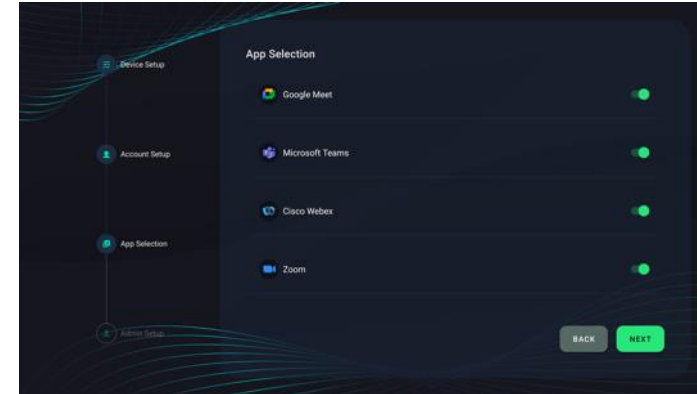 Device Setup
Account Setup
App Selection
Admin Setup
App Selection
Google Meet
Microsoft Teams
Cisco Webex
Zoom
BACK
NEXT